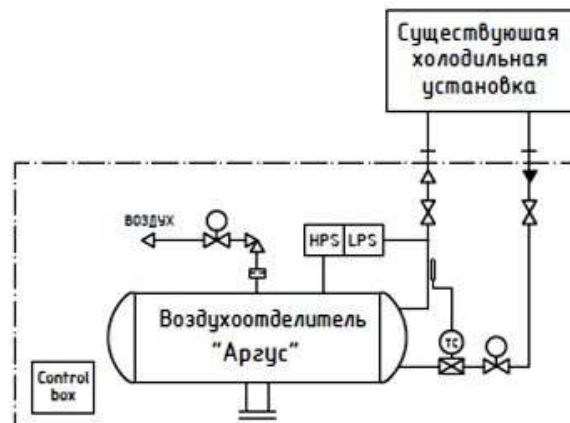 Существующая
холодильная
установка
воздух
HPS LPS
Воздухоотделитель
"Аргус"
TC
Control
box